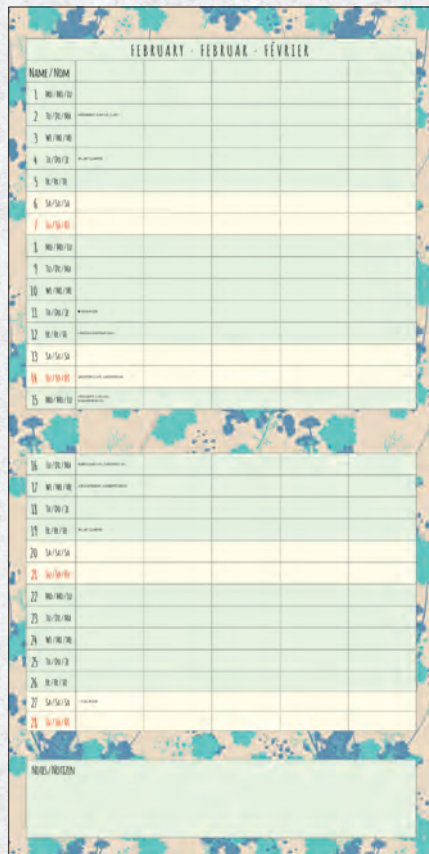 FEBRUARY - FEBRUAR - FÉVRIER
NAME / NOM
1 MO/MO/LU
2 TU/DI/MA
3 WE/MI/ME
4 TH/DO/JE
5 FR/FR/VE
6 SA/SA/SA
7 SU/SO/DI
8 MO/MO/LU
9 TU/DI/MA
10 WE/MI/ME
11 TH/DO/JE
12 FR/FR/VE
13 SA/SA/SA
14 SU/SO/DI
15 MO/MO/LU
16 TU/DI/MA
17 WE/MI/ME
18 TH/DO/JE
19 FR/FR/VE
20 SA/SA/SA
21 SU/SO/DI
22 MO/MO/LU
23 TU/DI/MA
24 WE/MI/ME
25 TH/DO/JE
26 FR/FR/VE
27 SA/SA/SA
28 SU/SO/DI
NOTES/NOTIZEN